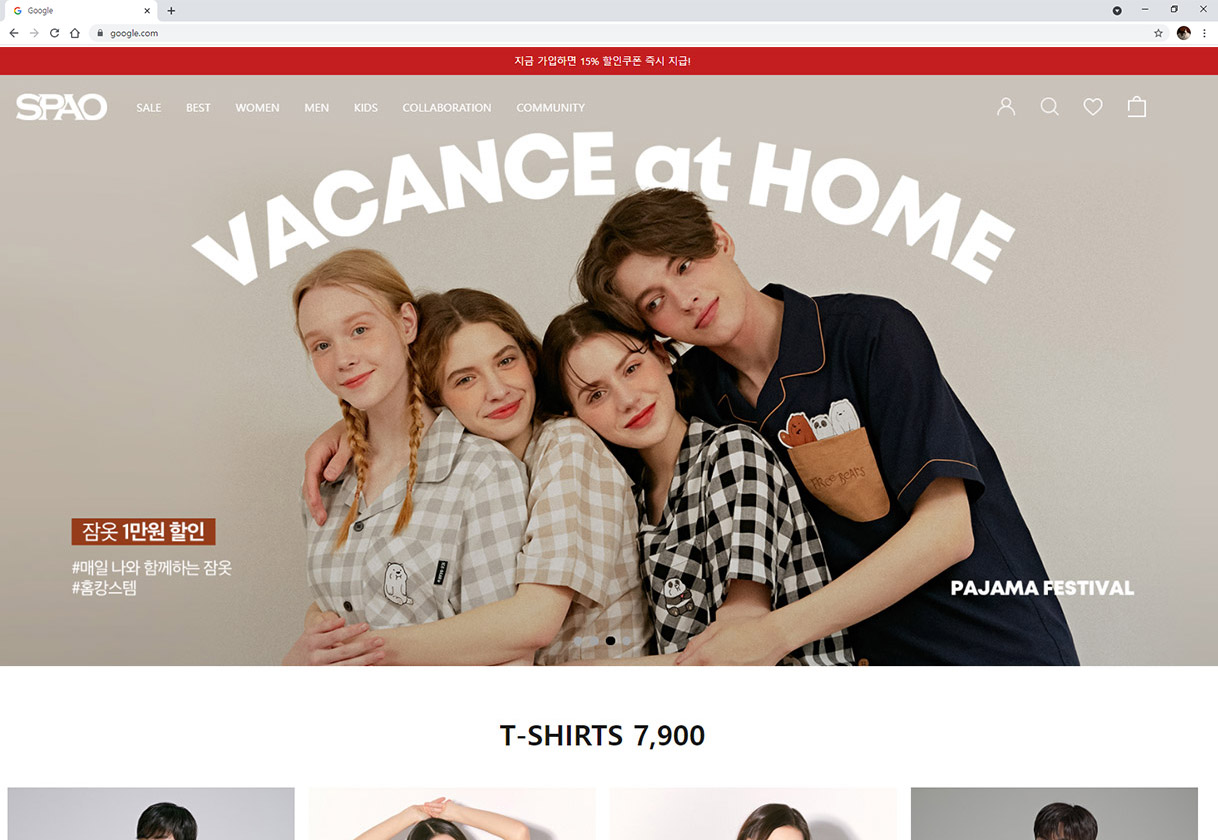 Google
google.com
지금 가입하면 15% 할인쿠폰 즉시 지급!
SPAO SALE BEST WOMEN MEN KIDS COLLABORATION COMMUNITY
VACANCE at HOME
FREE BEARS
잠옷 1만원 할인
#매일 나와 함께하는 잠옷
#홈캉스템
PAJAMA FESTIVAL
T-SHIRTS 7,900